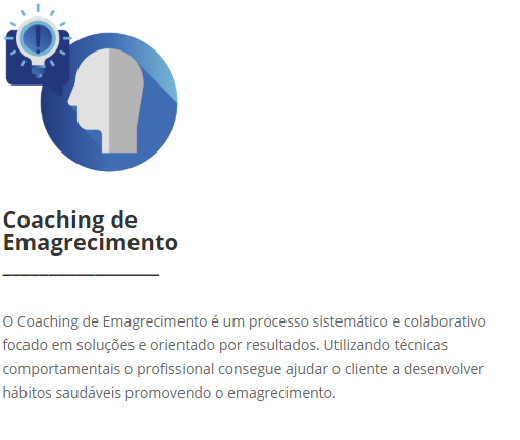 Coaching de
Emagrecimento
O Coaching de Emagrecimento é um processo sistemático e colaborativo
focado em soluções e orientado por resultados. Utilizando técnicas
comportamentais o profissional consegue ajudar o cliente a desenvolver
hábitos saudáveis promovendo o emagrecimento.